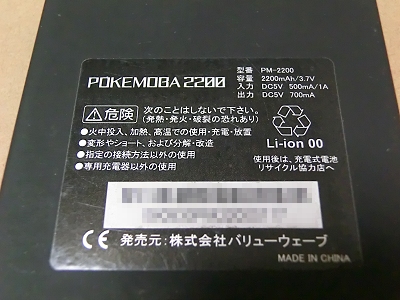 POKEMOBA 2200
型番 PM-2200
容量 2200mAh/3.7V
入力 DC5V 500mA/1A
出力 DC5V 700mA
⚠危険 次のことはしないで下さい。
(発熱・発火・破裂の恐れあり)
●火中投入、加熱、高温での使用・充電・放置
●変形やショート、および分解・改造
●指定の接続方法以外の使用
●専用充電器以外の使用
Li-ion 00
使用後は、充電式電池
リサイクル協力店へ
CE 発売元:株式会社バリューウェーブ
MADE IN CHINA